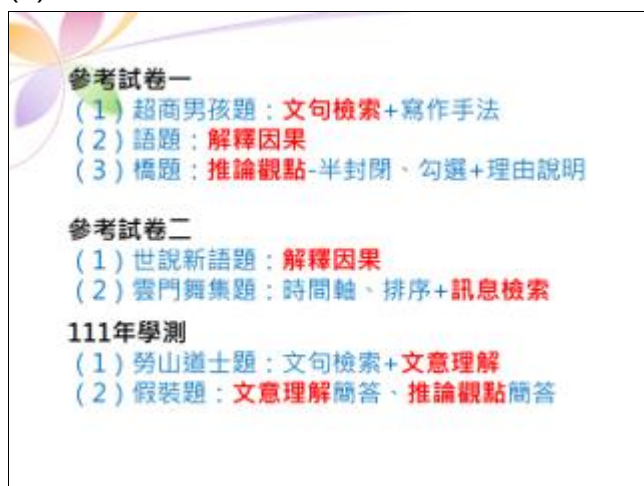 參考試卷一
(1)超商男孩題：文句檢索+寫作手法
(2)語題：解釋因果
(3)橋題：推論觀點-半封閉、勾選+理由說明
參考試卷二
(1)世說新語題：解釋因果
(2)雲門舞集題：時間軸、排序+訊息檢索
111年學測
(1)勞山道士題：文句檢索+文意理解
(2)假裝題：文意理解簡答、推論觀點簡答